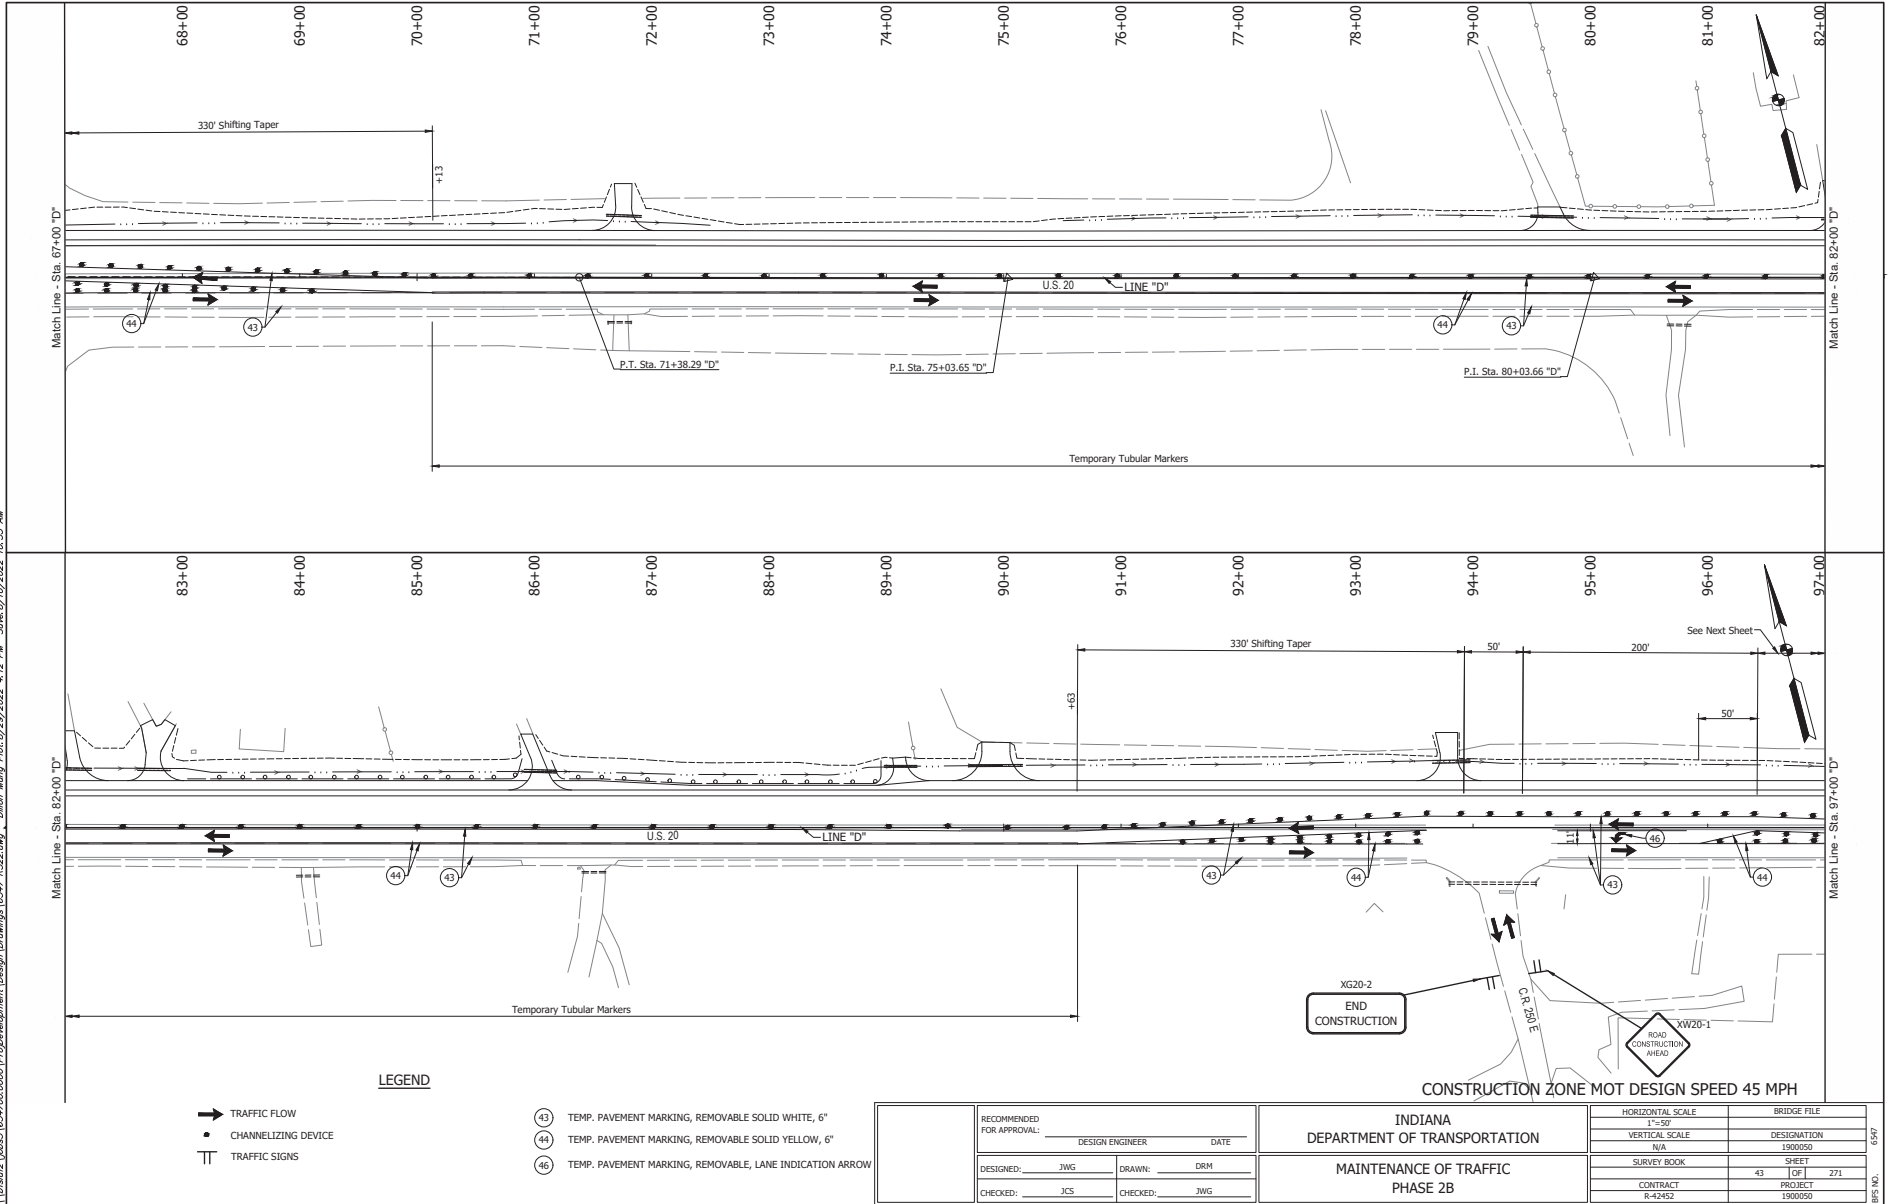 68+00
69+00
70+00
71+00
72+00
73+00
74+00
75+00
76+00
77+00
78+00
79+00
80+00
81+00
82+00
330' Shifting Taper
+13
Match Line - Sta. 67+00 "D"
Match Line - Sta. 82+00 "D"
U.S. 20
LINE "D"
44
43
44
43
P.T. Sta. 71+38.29 "D"
P.I. Sta. 75+03.65 "D"
P.I. Sta. 80+03.66 "D"
Temporary Tubular Markers
83+00
84+00
85+00
86+00
87+00
88+00
89+00
90+00
91+00
92+00
93+00
94+00
95+00
96+00
97+00
See Next Sheet
330' Shifting Taper
50'
200'
+63
50'
Match Line - Sta. 82+00 "D"
Match Line - Sta. 97+00 "D"
U.S. 20
LINE "D"
11'
46
44
43
43
44
43
44
XG20-2
END
CONSTRUCTION
C.R. 250 E
XW20-1
ROAD
CONSTRUCTION
AHEAD
Temporary Tubular Markers
CONSTRUCTION ZONE MOT DESIGN SPEED 45 MPH
LEGEND
TRAFFIC FLOW
CHANNELIZING DEVICE
TRAFFIC SIGNS
43 TEMP. PAVEMENT MARKING, REMOVABLE SOLID WHITE, 6"
44 TEMP. PAVEMENT MARKING, REMOVABLE SOLID YELLOW, 6"
46 TEMP. PAVEMENT MARKING, REMOVABLE, LANE INDICATION ARROW
RECOMMENDED
FOR APPROVAL:
DESIGN ENGINEER DATE
DESIGNED: JWG DRAWN: DRM
CHECKED: JCS CHECKED: JWG
INDIANA
DEPARTMENT OF TRANSPORTATION
MAINTENANCE OF TRAFFIC
PHASE 2B
HORIZONTAL SCALE BRIDGE FILE
1"=50'
VERTICAL SCALE DESIGNATION
N/A 1900050
SURVEY BOOK SHEET
43 OF 271
CONTRACT PROJECT
R-42452 1900050
BFS NO. 6547